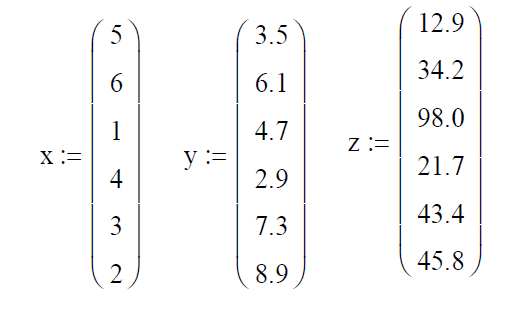 x := ( 5 6 1 4 3 2 )
y := ( 3.5 6.1 4.7 2.9 7.3 8.9 )
z := ( 12.9 34.2 98.0 21.7 43.4 45.8 )